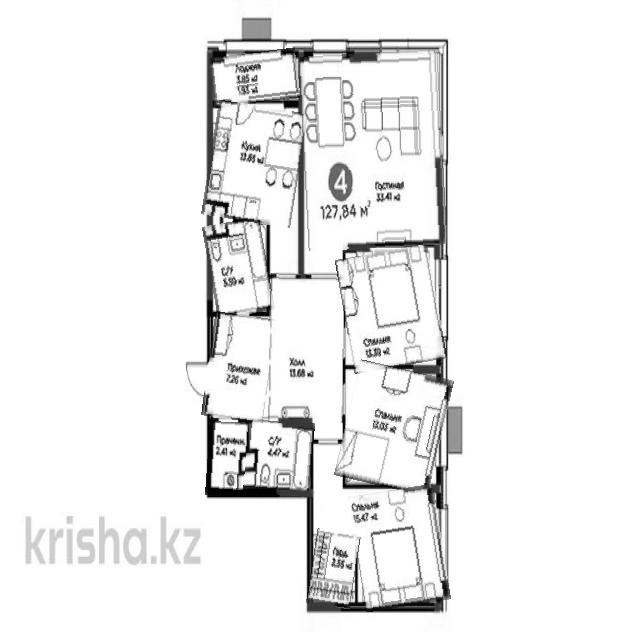 Лоджия
3.85 м2
1.93 м2
Кухня
13.85 м2
4
127,84 м2
Гостиная
33.41 м2
С/У
5.59 м2
Спальня
13.39 м2
Прихожая
7.26 м2
Холл
13.68 м2
Спальня
13.03 м2
Прачечн.
2.41 м2
С/У
4.47 м2
Спальня
15.47 м2
Гард.
3.55 м2
krisha.kz